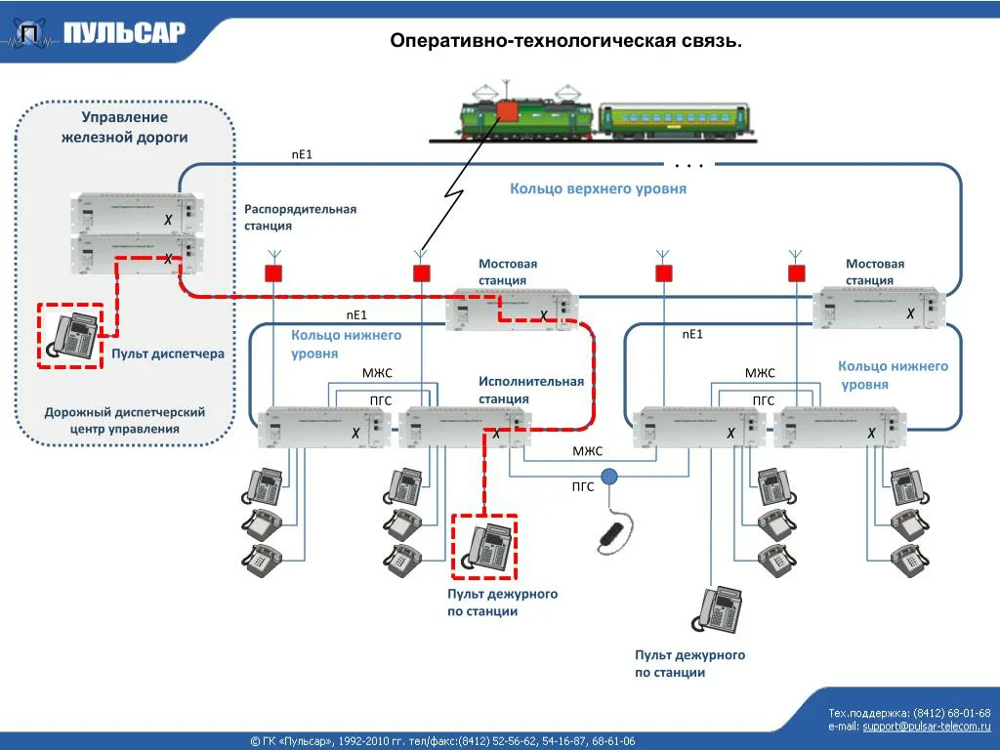 П ПУЛЬСАР
Оперативно-технологическая связь.
Управление
железной дороги
nE1
. . .
Кольцо верхнего уровня
Распорядительная
станция
X
X
Мостовая
станция
Мостовая
станция
X
X
nE1
nE1
Кольцо нижнего
уровня
Пульт диспетчера
Кольцо нижнего
уровня
МЖС
ПГС
Исполнительная
станция
МЖС
ПГС
Дорожный диспетчерский
центр управления
X
X
X
X
МЖС
ПГС
Пульт дежурного
по станции
Пульт дежурного
по станции
Тех.поддержка: (8412) 68-01-68
e-mail: support@pulsar-telecom.ru
© ГК «Пульсар», 1992-2010 гг. тел/факс:(8412) 52-56-62, 54-16-87, 68-61-06